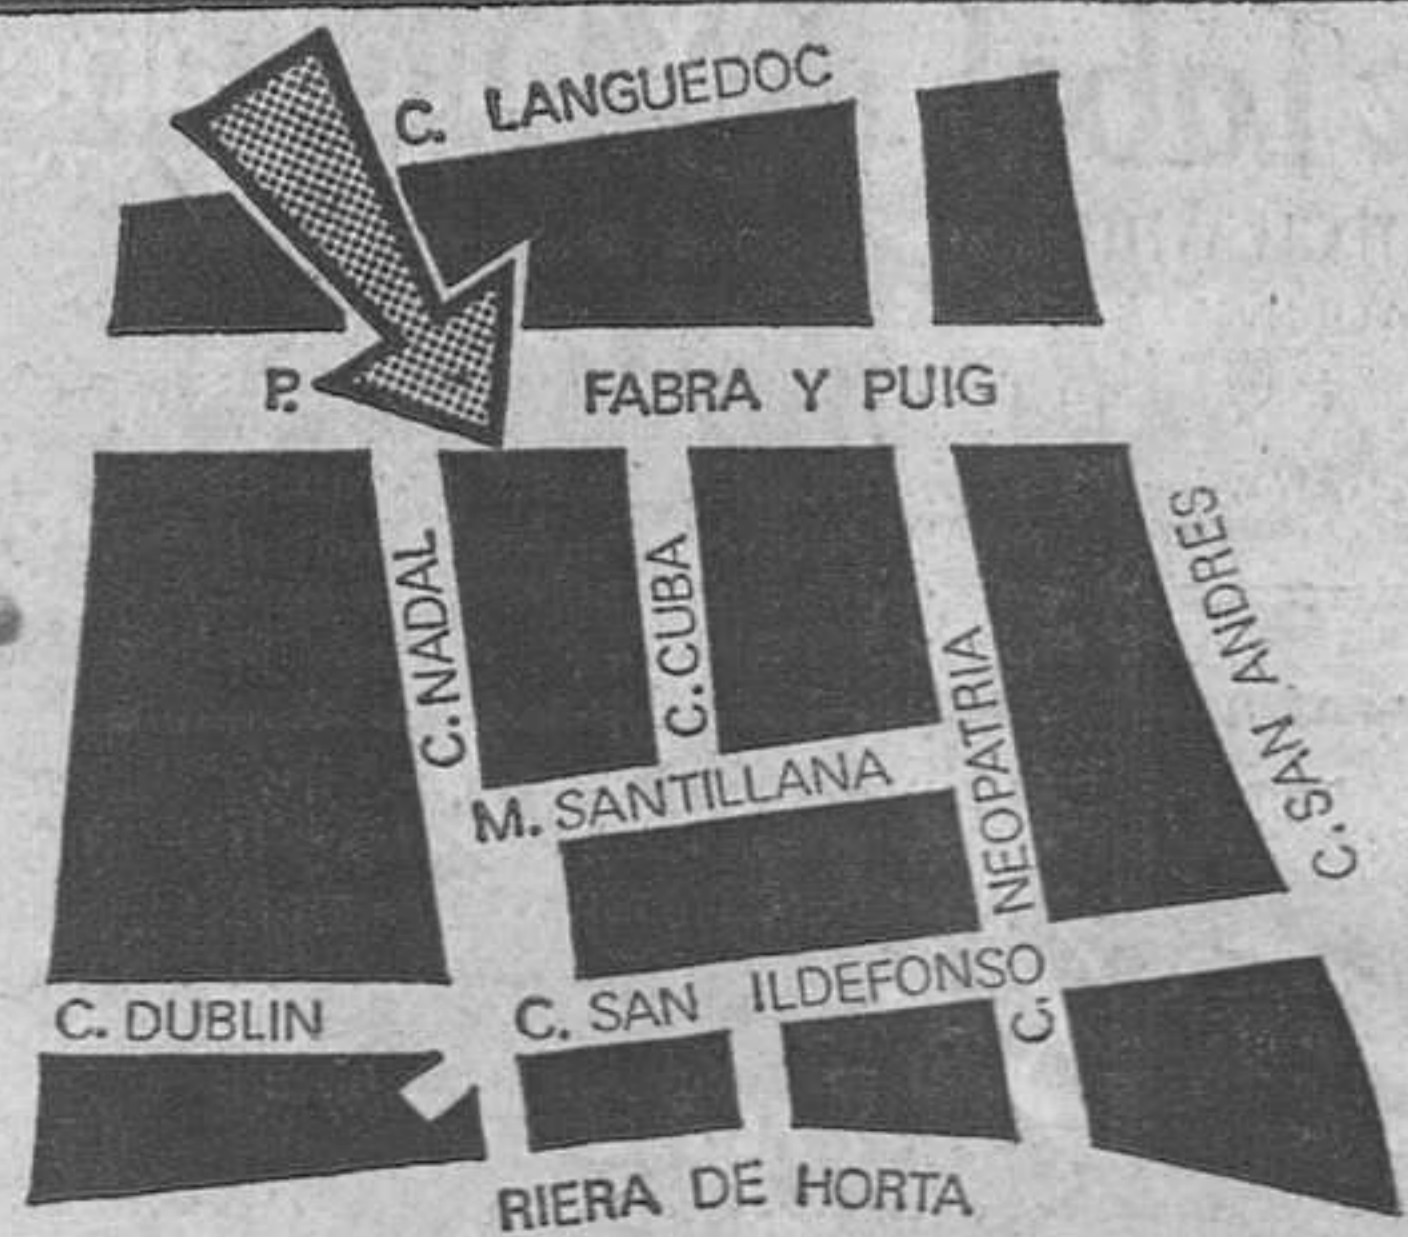 C. LANGUEDOC
P. FABRA Y PUIG
C. NADAL
C. CUBA
C. NEOPATRIA
C. SAN ANDRES
M. SANTILLANA
C. DUBLIN
C. SAN ILDEFONSO
RIERA DE HORTA